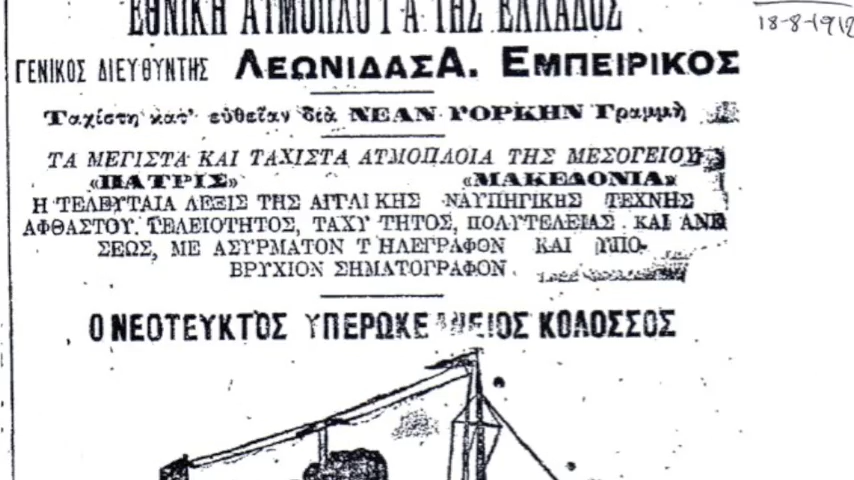 18-8-1912
ΕΘΝΙΚΗ ΑΤΜΟΠΛΟΪΑ ΤΗΣ ΕΛΛΑΔΟΣ
ΓΕΝΙΚΟΣ ΔΙΕΥΘΥΝΤΗΣ ΛΕΩΝΙΔΑΣ Α. ΕΜΠΕΙΡΙΚΟΣ
Ταχίστη κατ’ εὐθεῖαν διὰ ΝΕΑΝ ΥΟΡΚΗΝ Γραμμὴ
ΤΑ ΜΕΓΙΣΤΑ ΚΑΙ ΤΑΧΙΣΤΑ ΑΤΜΟΠΛΟΙΑ ΤΗΣ ΜΕΣΟΓΕΙΟΥ
«ΠΑΤΡΙΣ» «ΜΑΚΕΔΟΝΙΑ»
Η ΤΕΛΕΥΤΑΙΑ ΛΕΞΙΣ ΤΗΣ ΑΓΓΛΙΚΗΣ ΝΑΥΠΗΓΙΚΗΣ ΤΕΧΝΗΣ
ΑΦΘΑΣΤΟΥ ΤΕΛΕΙΟΤΗΤΟΣ, ΤΑΧΥΤΗΤΟΣ, ΠΟΛΥΤΕΛΕΙΑΣ ΚΑΙ ΑΝΕ
ΣΕΩΣ, ΜΕ ΑΣΥΡΜΑΤΟΝ ΤΗΛΕΓΡΑΦΟΝ ΚΑΙ ΥΠΟ-
ΒΡΥΧΙΟΝ ΣΗΜΑΤΟΓΡΑΦΟΝ.
Ο ΝΕΟΤΕΥΚΤΟΣ ΥΠΕΡΩΚΕΑΝΕΙΟΣ ΚΟΛΟΣΣΟΣ